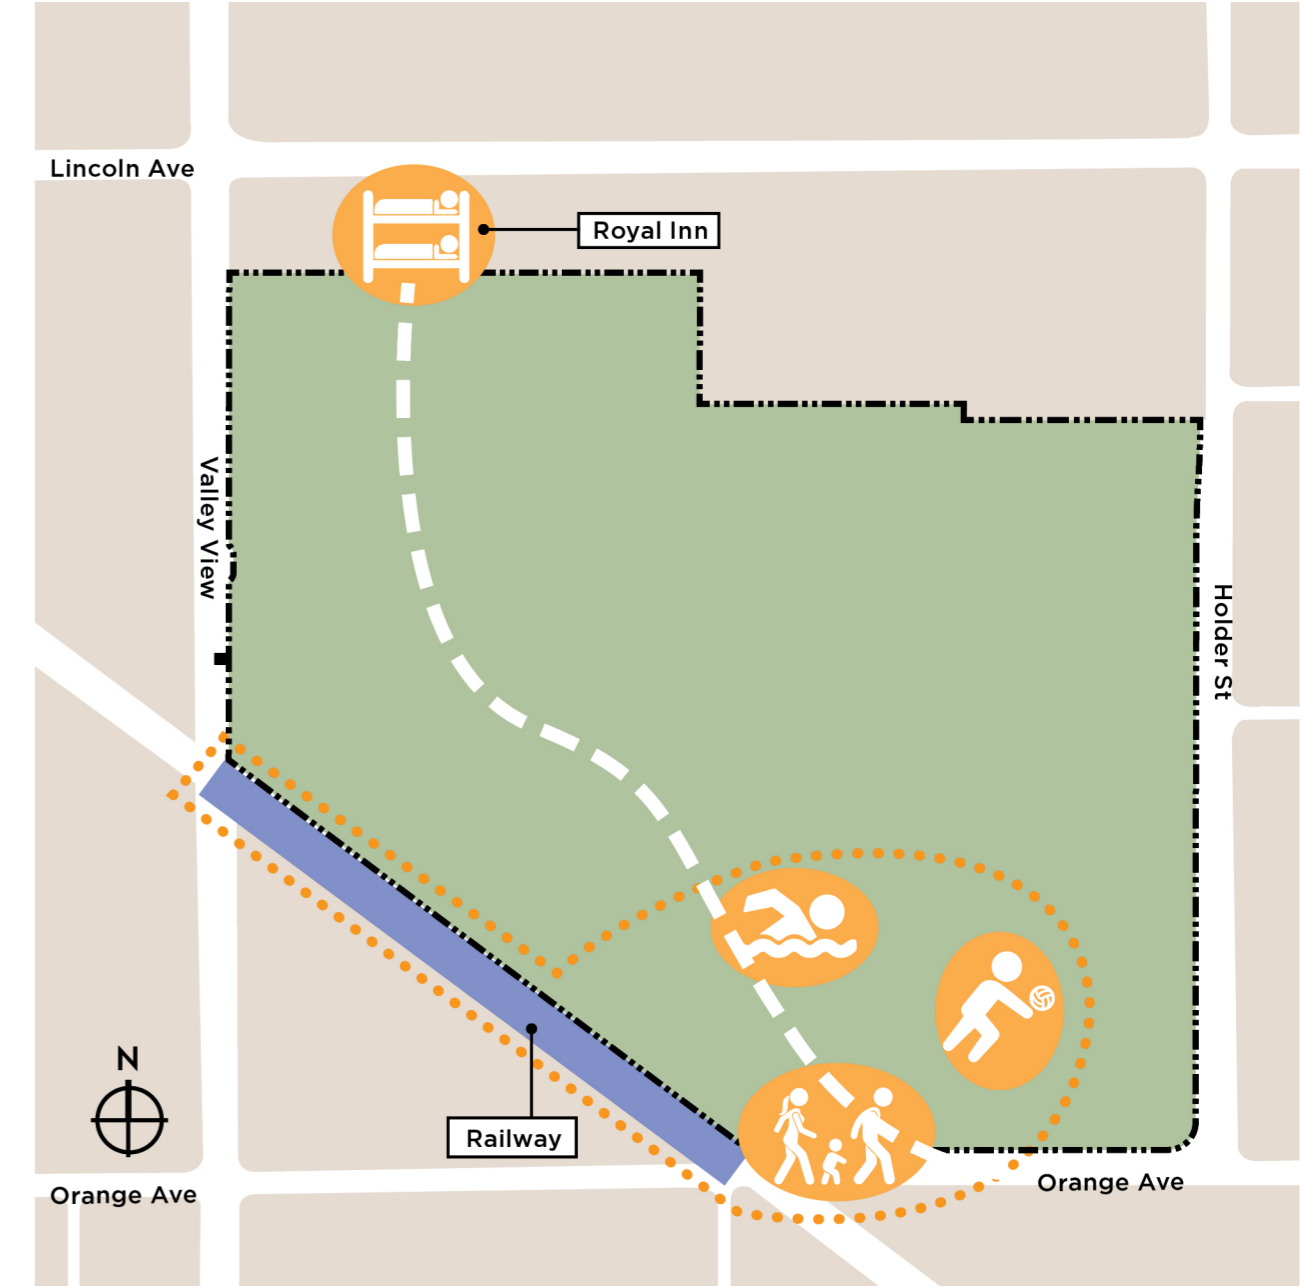 Lincoln Ave
Royal Inn
Valley View
Holder St
N
Railway
Orange Ave
Orange Ave